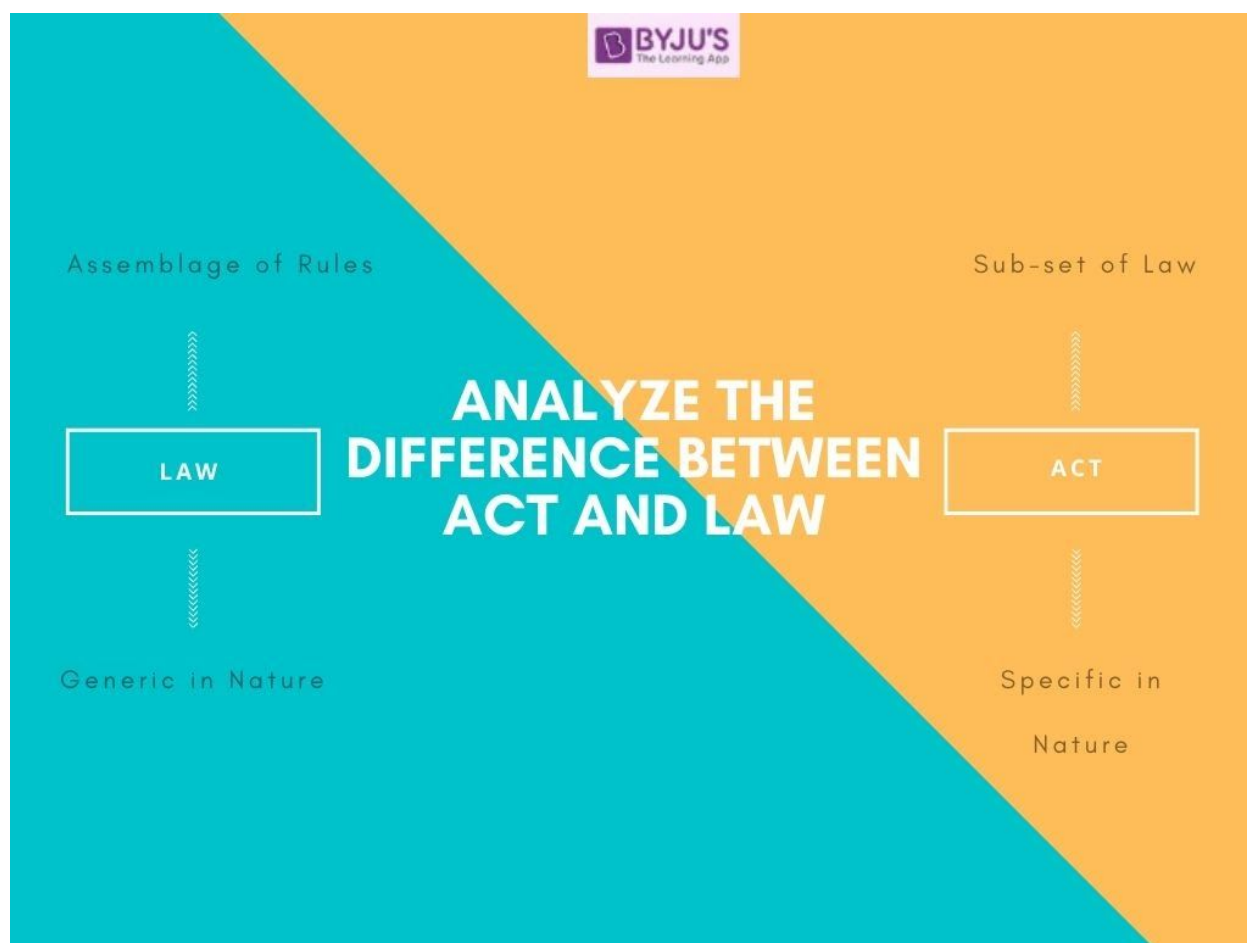 BYJU'S
The Learning App
Assemblage of Rules
Sub-set of Law
ANALYZE THE
DIFFERENCE BETWEEN
ACT AND LAW
LAW
ACT
Generic in Nature
Specific in
Nature